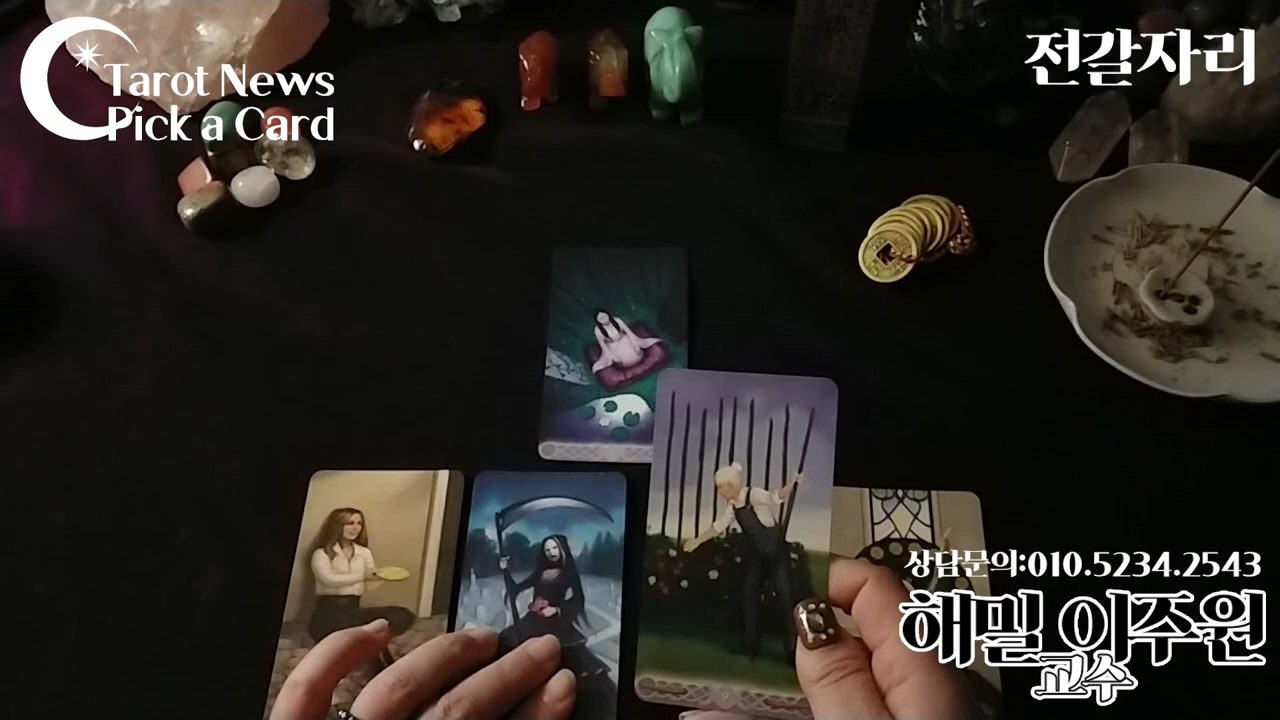 Tarot News
Pick a Card
전갈자리
상담문의:010.5234.2543
해밀 이주원
교수